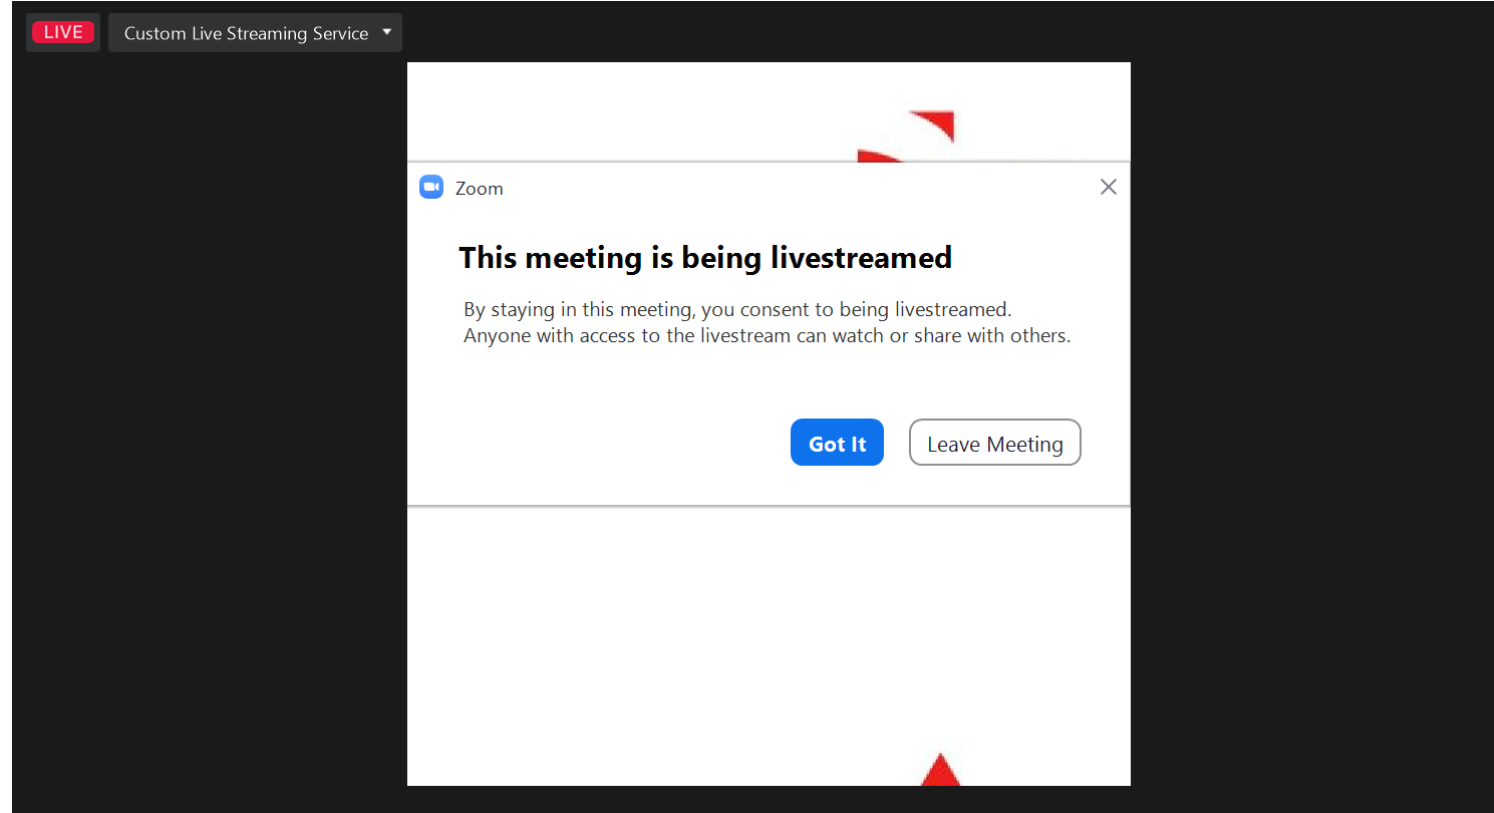 LIVE
Custom Live Streaming Service
Zoom
This meeting is being livestreamed
By staying in this meeting, you consent to being livestreamed.
Anyone with access to the livestream can watch or share with others.
Got It
Leave Meeting